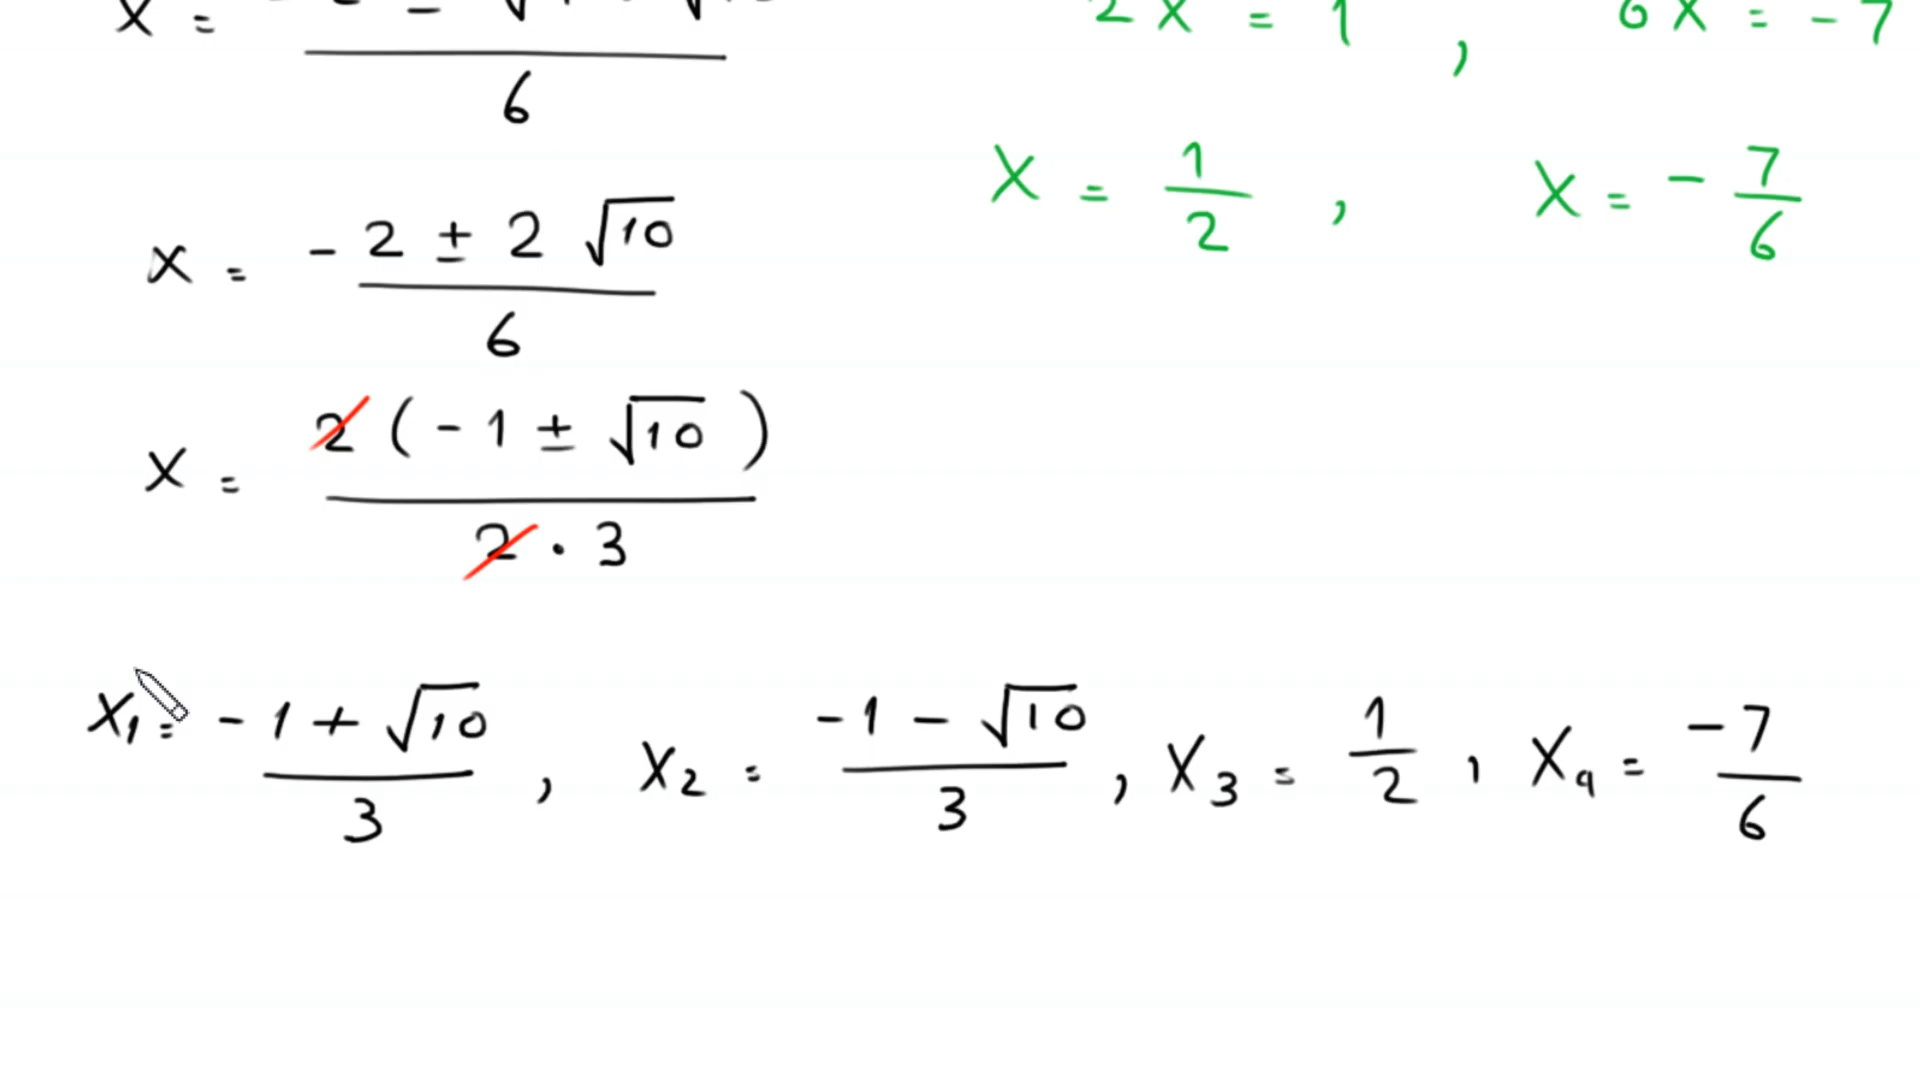 x =
6
2x = 1 , 6x = -7
x = 1/2 , x = - 7/6
x = - 2 ± 2 √10
6
x = 2 ( - 1 ± √10 )
2 · 3
x1 = - 1 + √10 / 3 , x2 = - 1 - √10 / 3 , x3 = 1/2 , x4 = -7/6